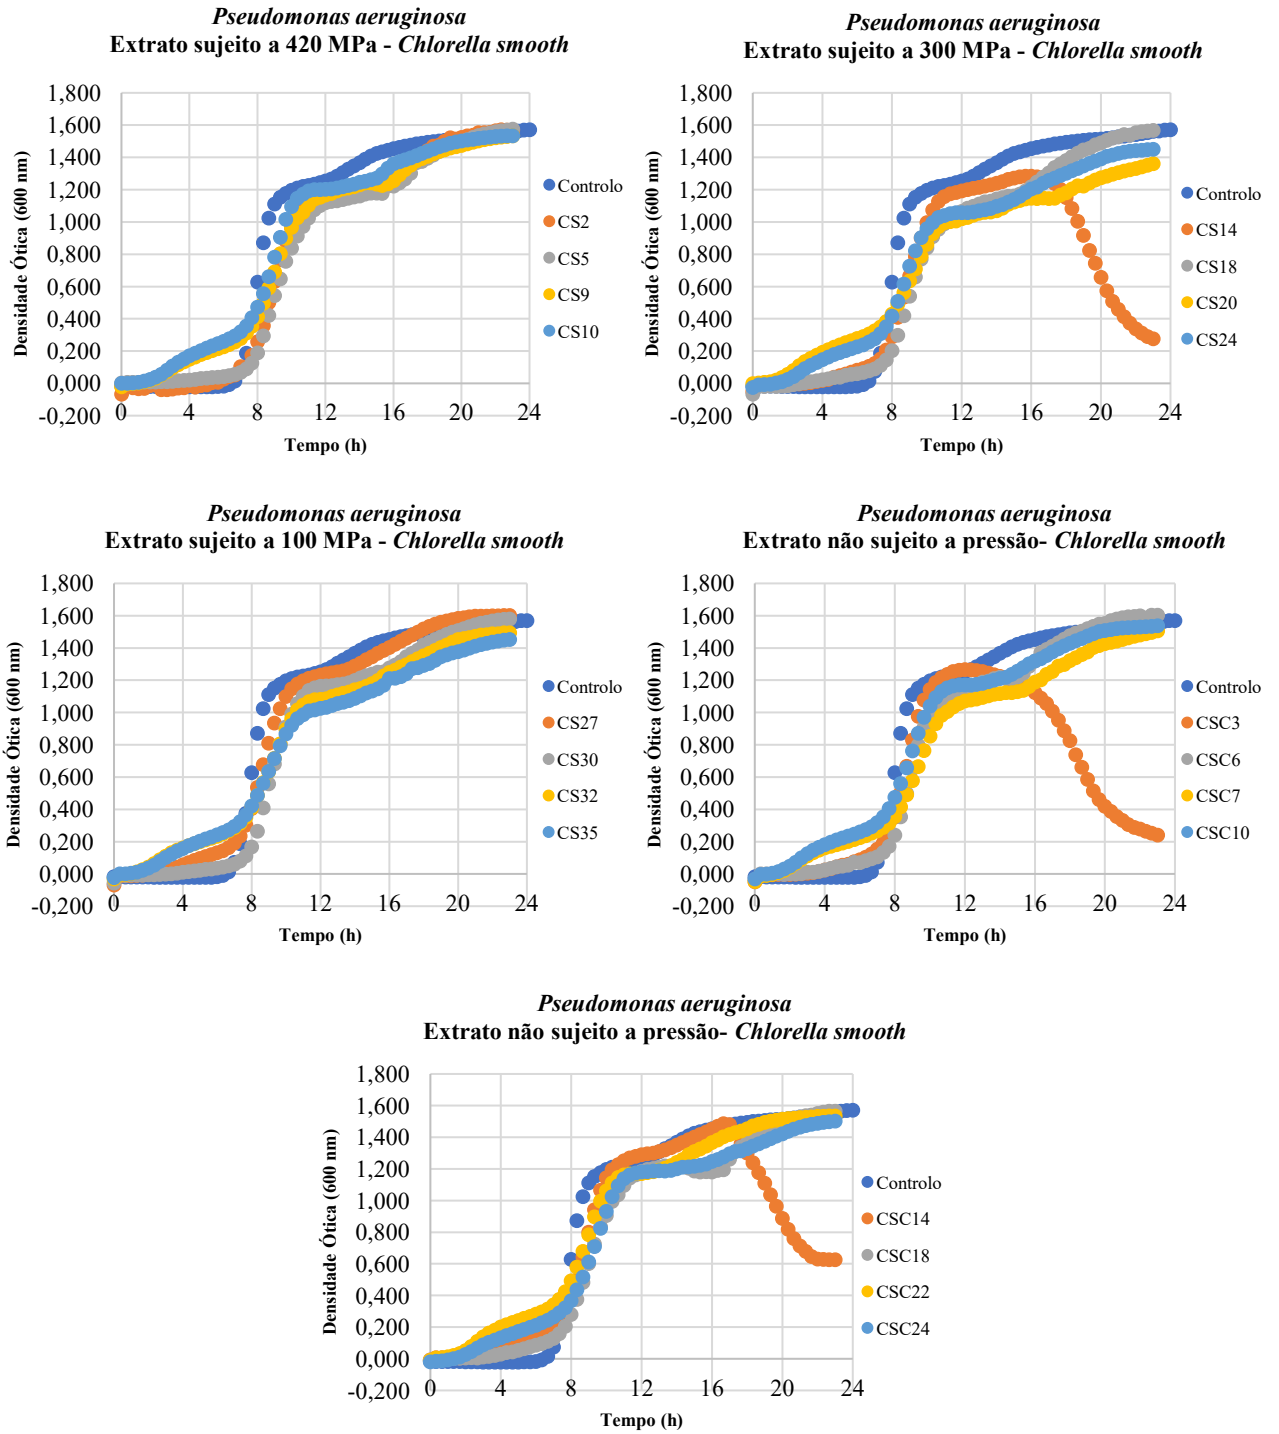 Pseudomonas aeruginosa
Extrato sujeito a 420 MPa - Chlorella smooth
1,800
1,600
1,400
1,200
1,000
0,800
0,600
0,400
0,200
0,000
-0,200
0 4 8 12 16 20 24
Densidade Ótica (600 nm)
Tempo (h)
Controlo
CS2
CS5
CS9
CS10
Pseudomonas aeruginosa
Extrato sujeito a 300 MPa - Chlorella smooth
1,800
1,600
1,400
1,200
1,000
0,800
0,600
0,400
0,200
0,000
-0,200
0 4 8 12 16 20 24
Densidade Ótica (600 nm)
Tempo (h)
Controlo
CS14
CS18
CS20
CS24
Pseudomonas aeruginosa
Extrato sujeito a 100 MPa - Chlorella smooth
1,800
1,600
1,400
1,200
1,000
0,800
0,600
0,400
0,200
0,000
-0,200
0 4 8 12 16 20 24
Densidade Ótica (600 nm)
Tempo (h)
Controlo
CS27
CS30
CS32
CS35
Pseudomonas aeruginosa
Extrato não sujeito a pressão- Chlorella smooth
1,800
1,600
1,400
1,200
1,000
0,800
0,600
0,400
0,200
0,000
-0,200
0 4 8 12 16 20 24
Densidade Ótica (600 nm)
Tempo (h)
Controlo
CSC3
CSC6
CSC7
CSC10
Pseudomonas aeruginosa
Extrato não sujeito a pressão- Chlorella smooth
1,800
1,600
1,400
1,200
1,000
0,800
0,600
0,400
0,200
0,000
-0,200
0 4 8 12 16 20 24
Densidade Ótica (600 nm)
Tempo (h)
Controlo
CSC14
CSC18
CSC22
CSC24